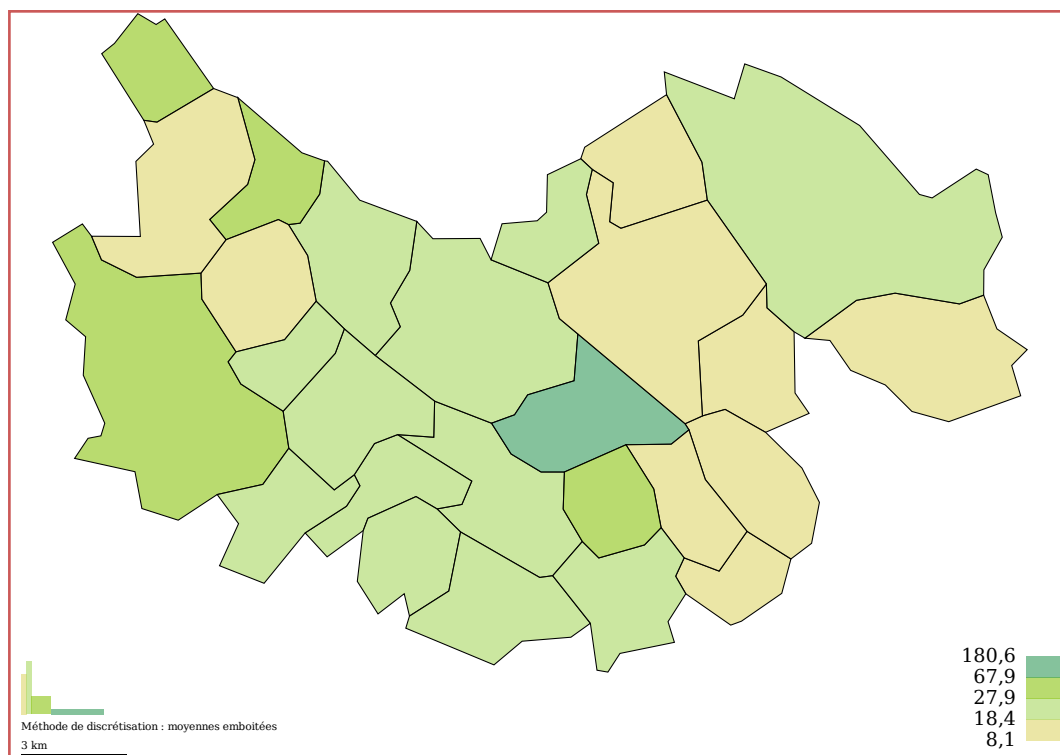 180,6
67,9
27,9
18,4
8,1
Méthode de discrétisation : moyennes emboitées
3 km